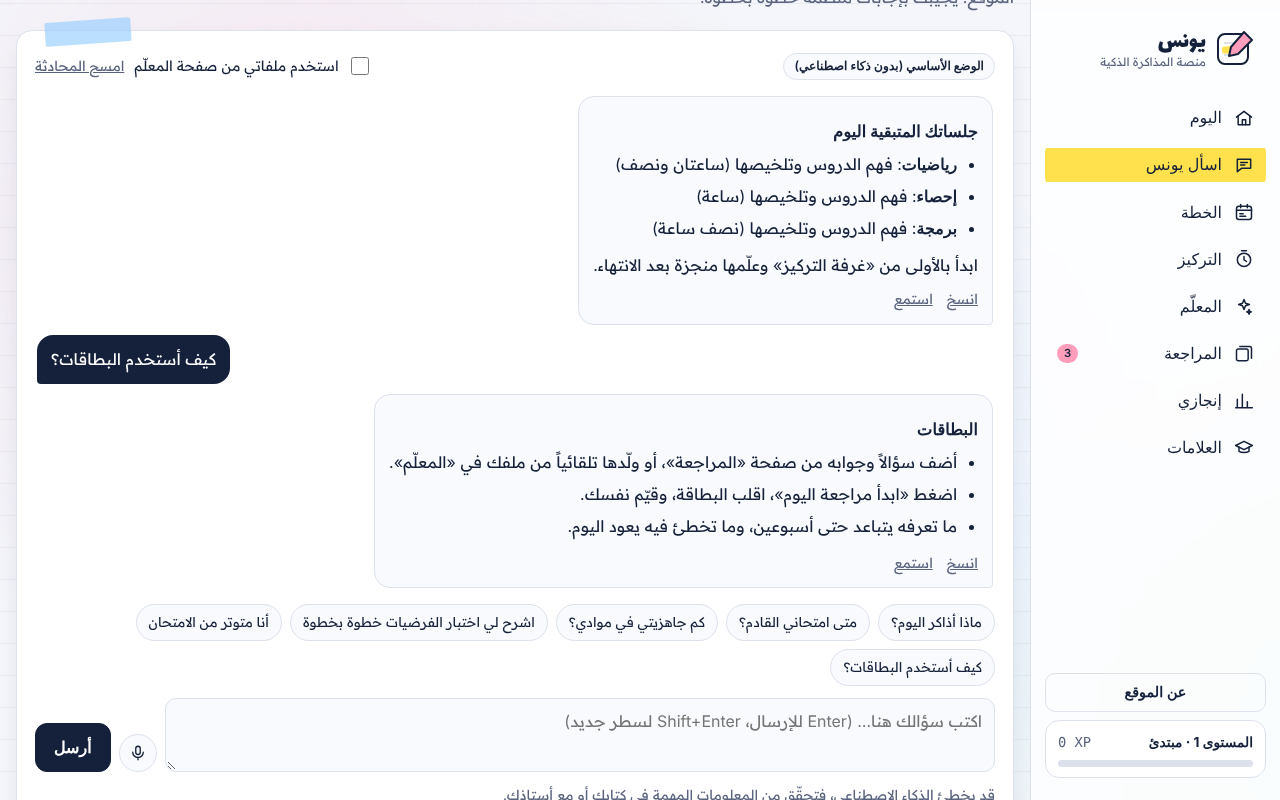 يونس
منصة المذاكرة الذكية
اليوم
اسأل يونس
الخطة
التركيز
المعلّم
المراجعة
3
إنجازي
العلامات
عن الموقع
المستوى 1 · مبتدئ
0 XP
الموقع. يجيبك بإجابات منظمة خطوة بخطوة.
الوضع الأساسي (بدون ذكاء اصطناعي)
استخدم ملفاتي من صفحة المعلّم
امسح المحادثة
جلساتك المتبقية اليوم
• رياضيات: فهم الدروس وتلخيصها (ساعتان ونصف)
• إحصاء: فهم الدروس وتلخيصها (ساعة)
• برمجة: فهم الدروس وتلخيصها (نصف ساعة)
ابدأ بالأولى من «غرفة التركيز» وعلّمها منجزة بعد الانتهاء.
انسخ استمع
كيف أستخدم البطاقات؟
البطاقات
• أضف سؤالاً وجوابه من صفحة «المراجعة»، أو ولّدها تلقائياً من ملفك في «المعلّم».
• اضغط «ابدأ مراجعة اليوم»، اقلب البطاقة، وقيّم نفسك.
• ما تعرفه يتباعد حتى أسبوعين، وما تخطئ فيه يعود اليوم.
انسخ استمع
ماذا أذاكر اليوم؟
متى امتحاني القادم؟
كم جاهزيتي في موادي؟
اشرح لي اختبار الفرضيات خطوة بخطوة
أنا متوتر من الامتحان
كيف أستخدم البطاقات؟
اكتب سؤالك هنا... (Enter للإرسال، Shift+Enter لسطر جديد)
أرسل
قد يخطئ الذكاء الاصطناعي، فتحقّق من المعلومات المهمة في كتابك أو مع أستاذك.